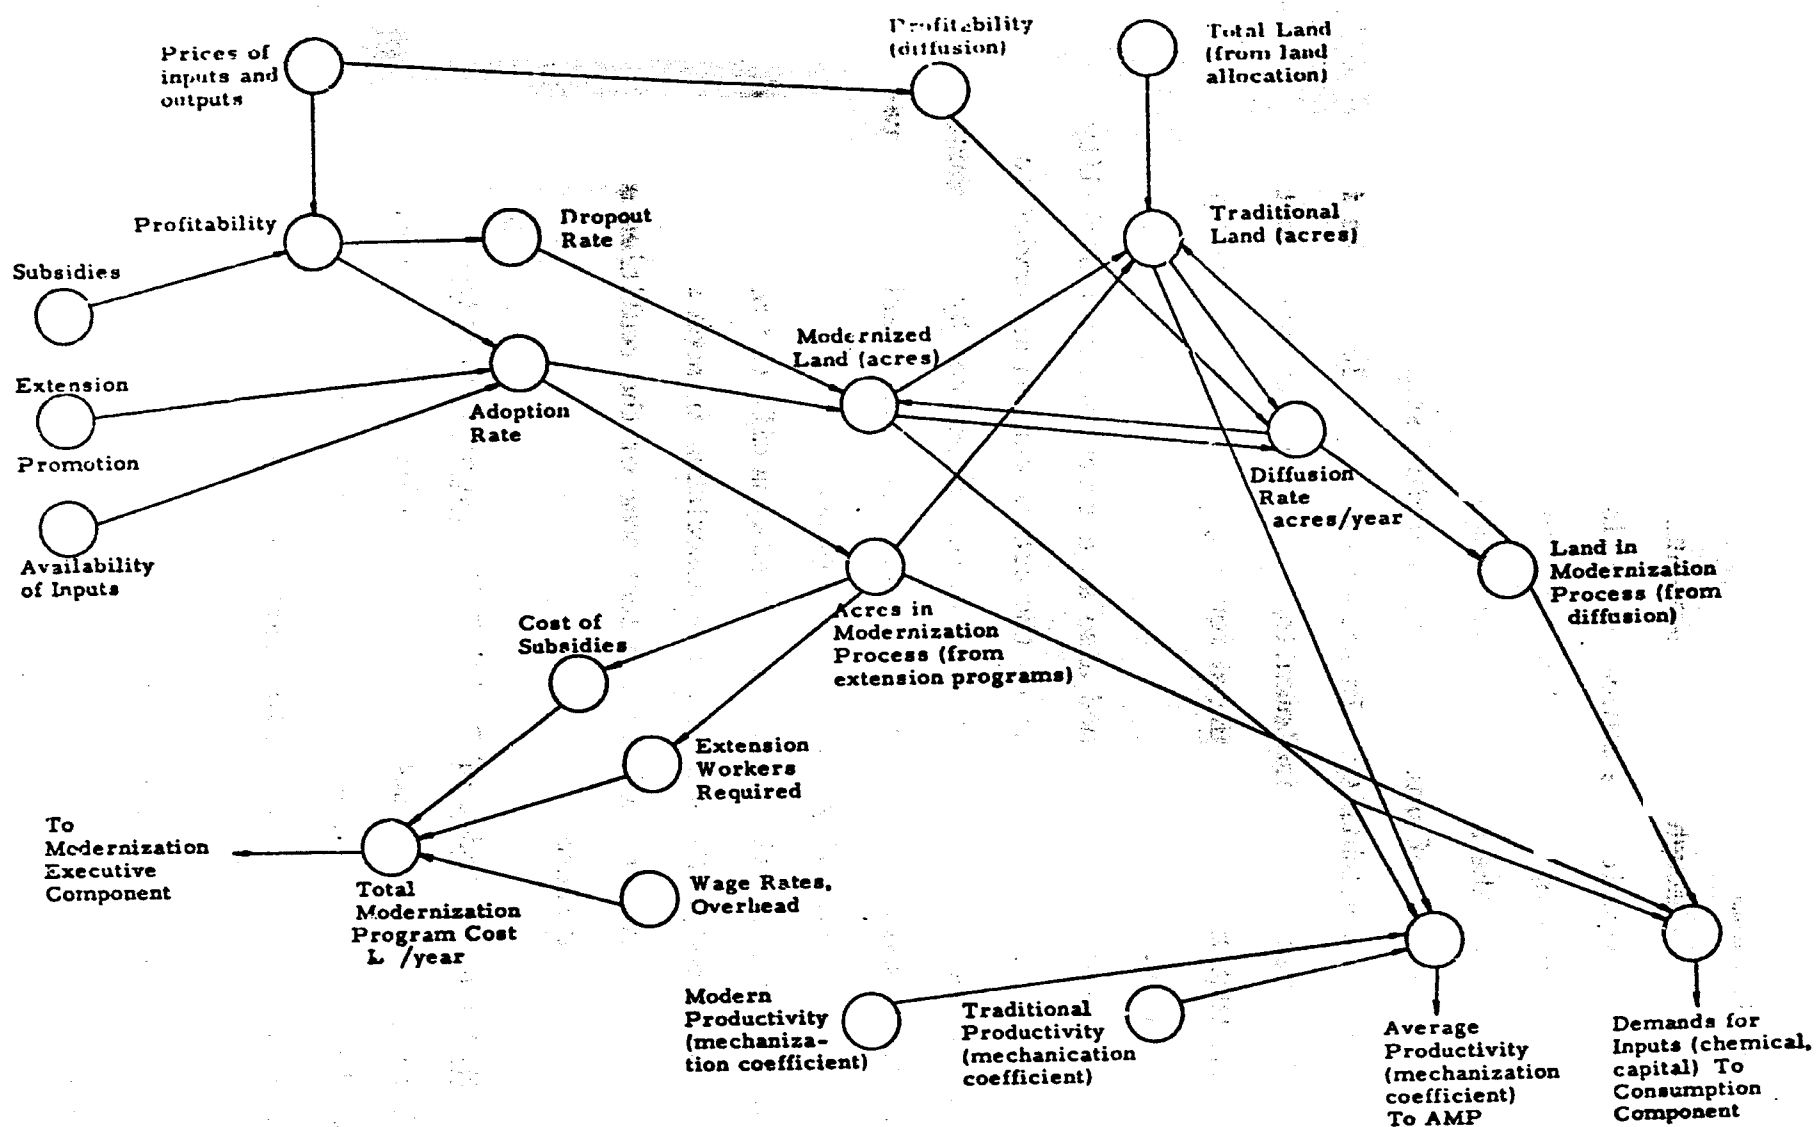 Prices of
inputs and
outputs
Profitability
(diffusion)
Total Land
(from land
allocation)
Profitability
Dropout
Rate
Traditional
Land (acres)
Subsidies
Modernized
Land (acres)
Extension
Promotion
Adoption
Rate
Diffusion
Rate
acres/year
Availability
of Inputs
Land in
Modernization
Process (from
diffusion)
Cost of
Subsidies
Acres in
Modernization
Process (from
extension programs)
Extension
Workers
Required
To
Modernization
Executive
Component
Total
Modernization
Program Cost
L /year
Wage Rates,
Overhead
Modern
Productivity
(mechaniza-
tion coefficient)
Traditional
Productivity
(mechanication
coefficient)
Average
Productivity
(mechanization
coefficient)
To AMP
Demands for
Inputs (chemical,
capital) To
Consumption
Component